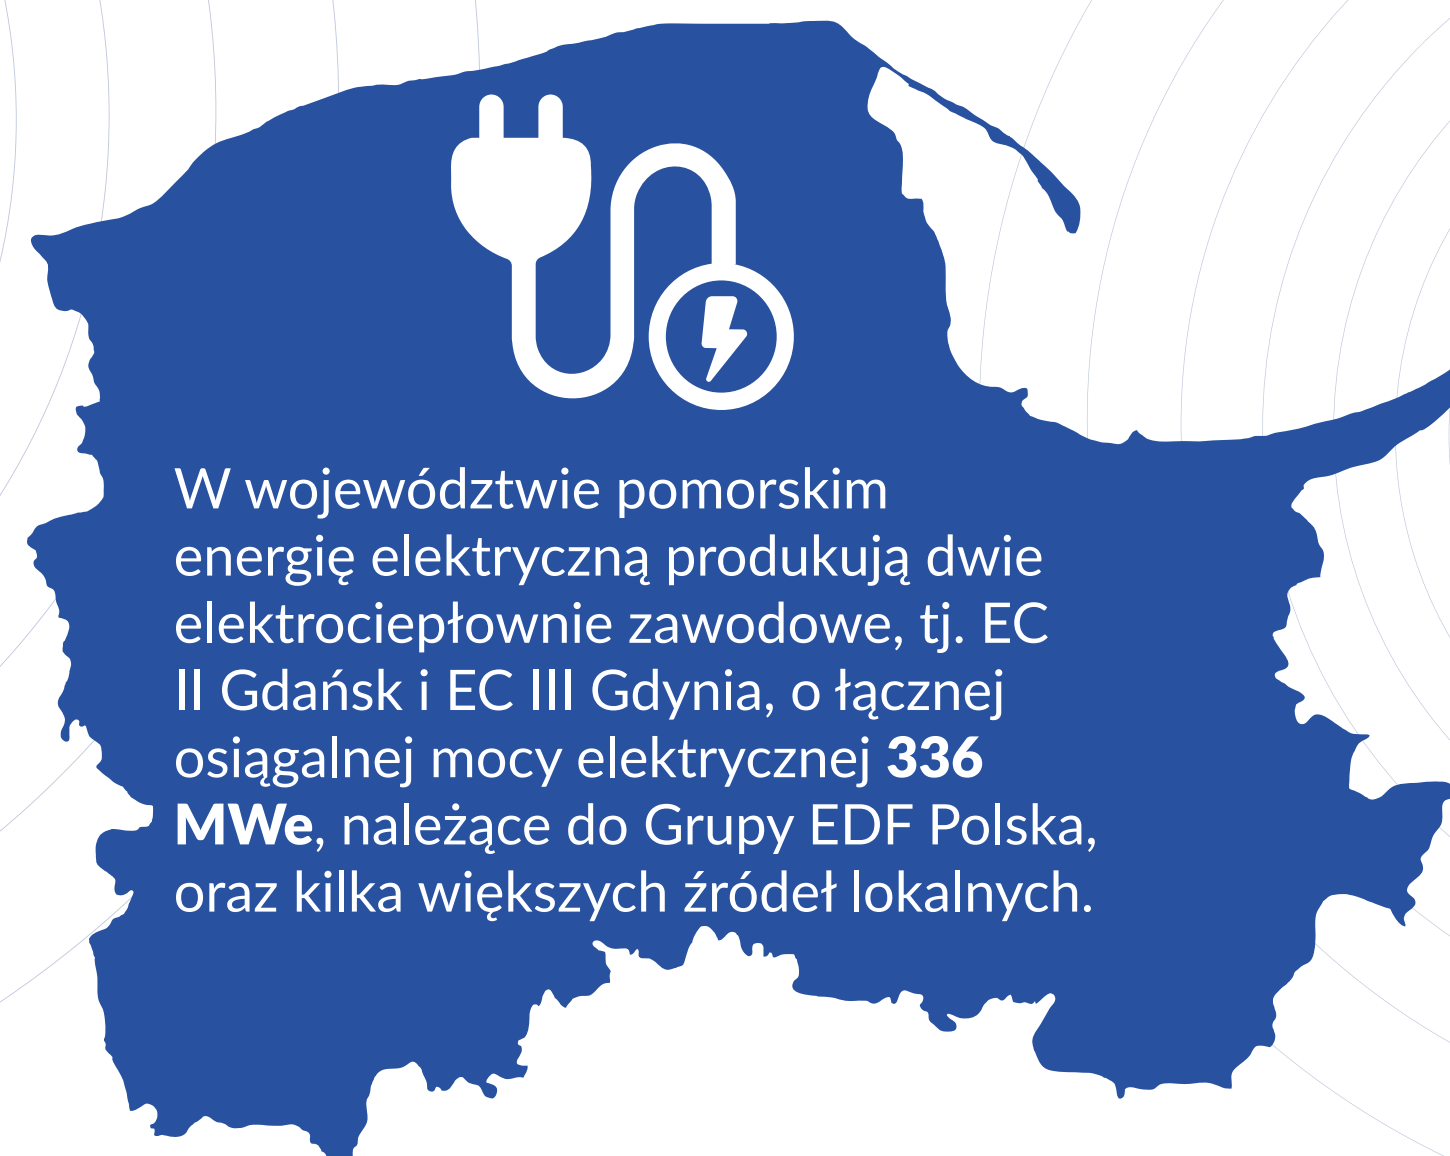 W województwie pomorskim
energię elektryczną produkują dwie
elektrociepłownie zawodowe, tj. EC
II Gdańsk i EC III Gdynia, o łącznej
osiągalnej mocy elektrycznej 336
MWe, należące do Grupy EDF Polska,
oraz kilka większych źródeł lokalnych.